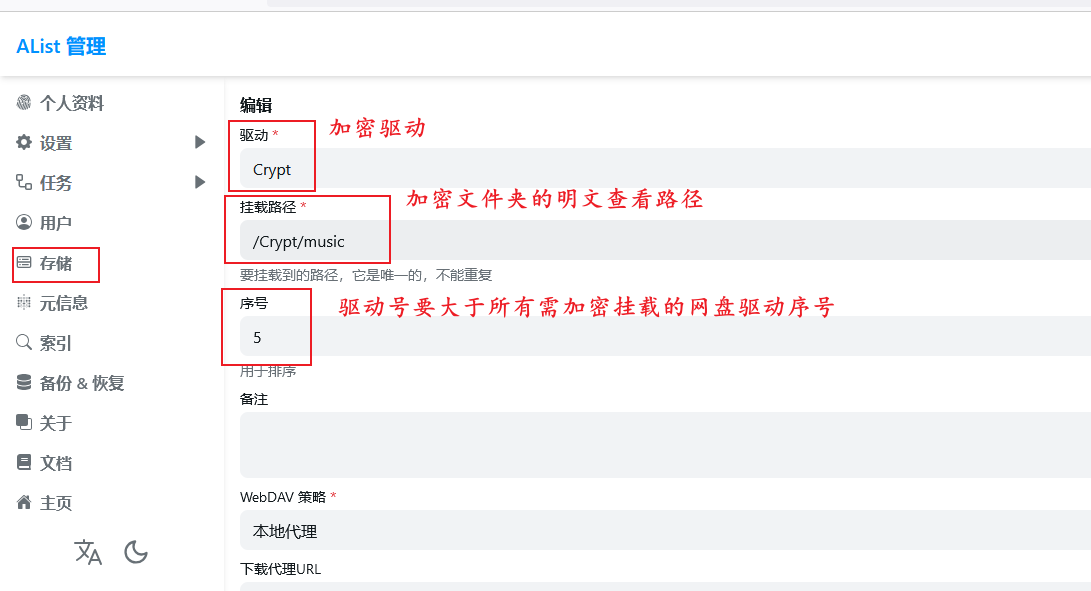 AList 管理
个人资料
设置
任务
用户
存储
元信息
索引
备份 & 恢复
关于
文档
主页
编辑
驱动 *
加密驱动
Crypt
挂载路径 *
加密文件夹的明文查看路径
/Crypt/music
要挂载到的路径，它是唯一的，不能重复
序号
驱动号要大于所有需加密挂载的网盘驱动序号
5
用于排序
备注
WebDAV 策略 *
本地代理
下载代理URL